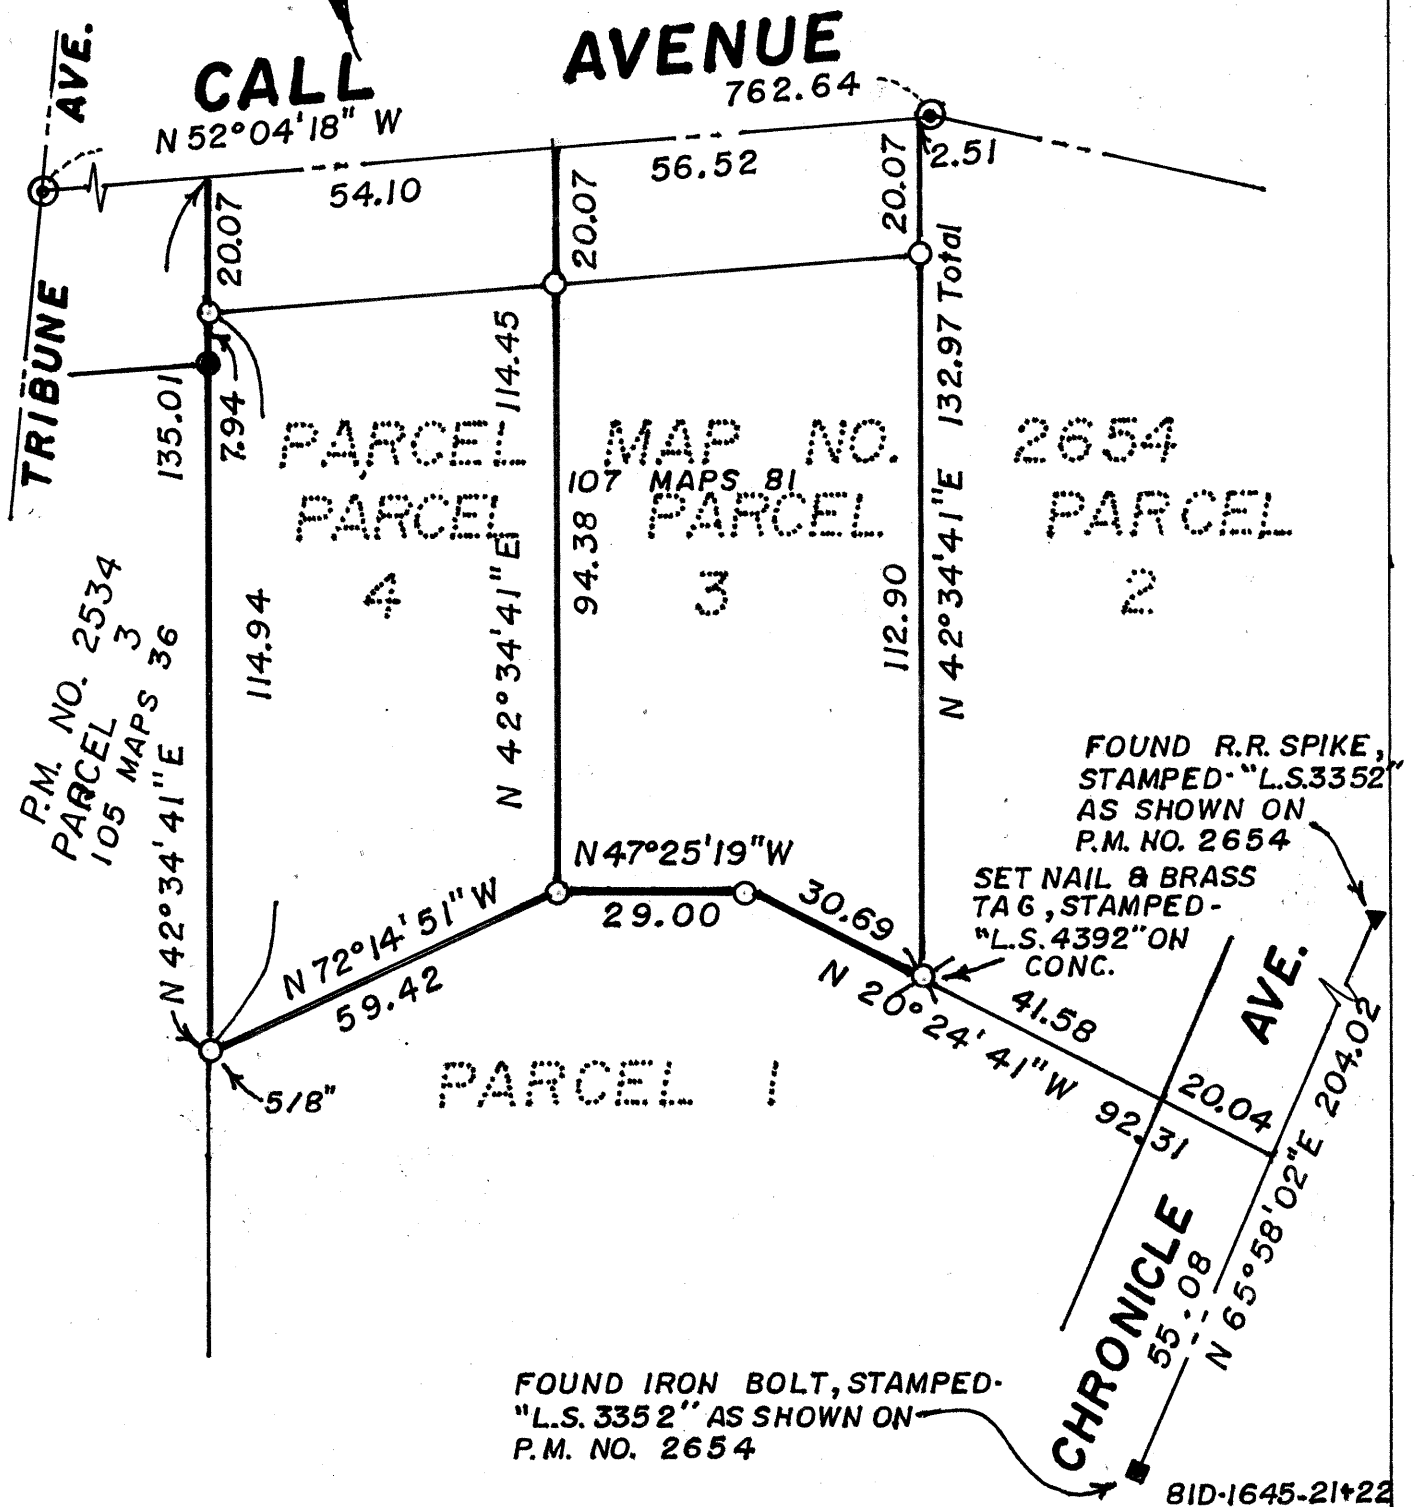 CALL AVENUE
AVE.
TRIBUNE
N 52°04'18" W
762.64
54.10
56.52
2.51
20.07
20.07
20.07
135.01
7.94
114.45
132.97 Total
PARCEL MAP NO. 2654
107 MAPS 81
PARCEL
4
PARCEL
3
PARCEL
2
114.94
N 42°34'41"E
94.38
112.90
N 42°34'41"E
P.M. NO. 2534
PARCEL 3
105 MAPS 36
N 42°34'41"E
FOUND R.R. SPIKE,
STAMPED-"L.S.3352"
AS SHOWN ON
P.M. NO. 2654
SET NAIL & BRASS
TAG, STAMPED-
"L.S. 4392" ON
CONC.
N 47°25'19"W
29.00
30.69
N 72°14'51"W
59.42
N 20°24'41"W 92.31
41.58
20.04
5/8"
PARCEL 1
AVE.
CHRONICLE
55.08
N 65°58'02"E 204.02
FOUND IRON BOLT, STAMPED-
"L.S. 3352" AS SHOWN ON
P.M. NO. 2654
81D-1645-21+22